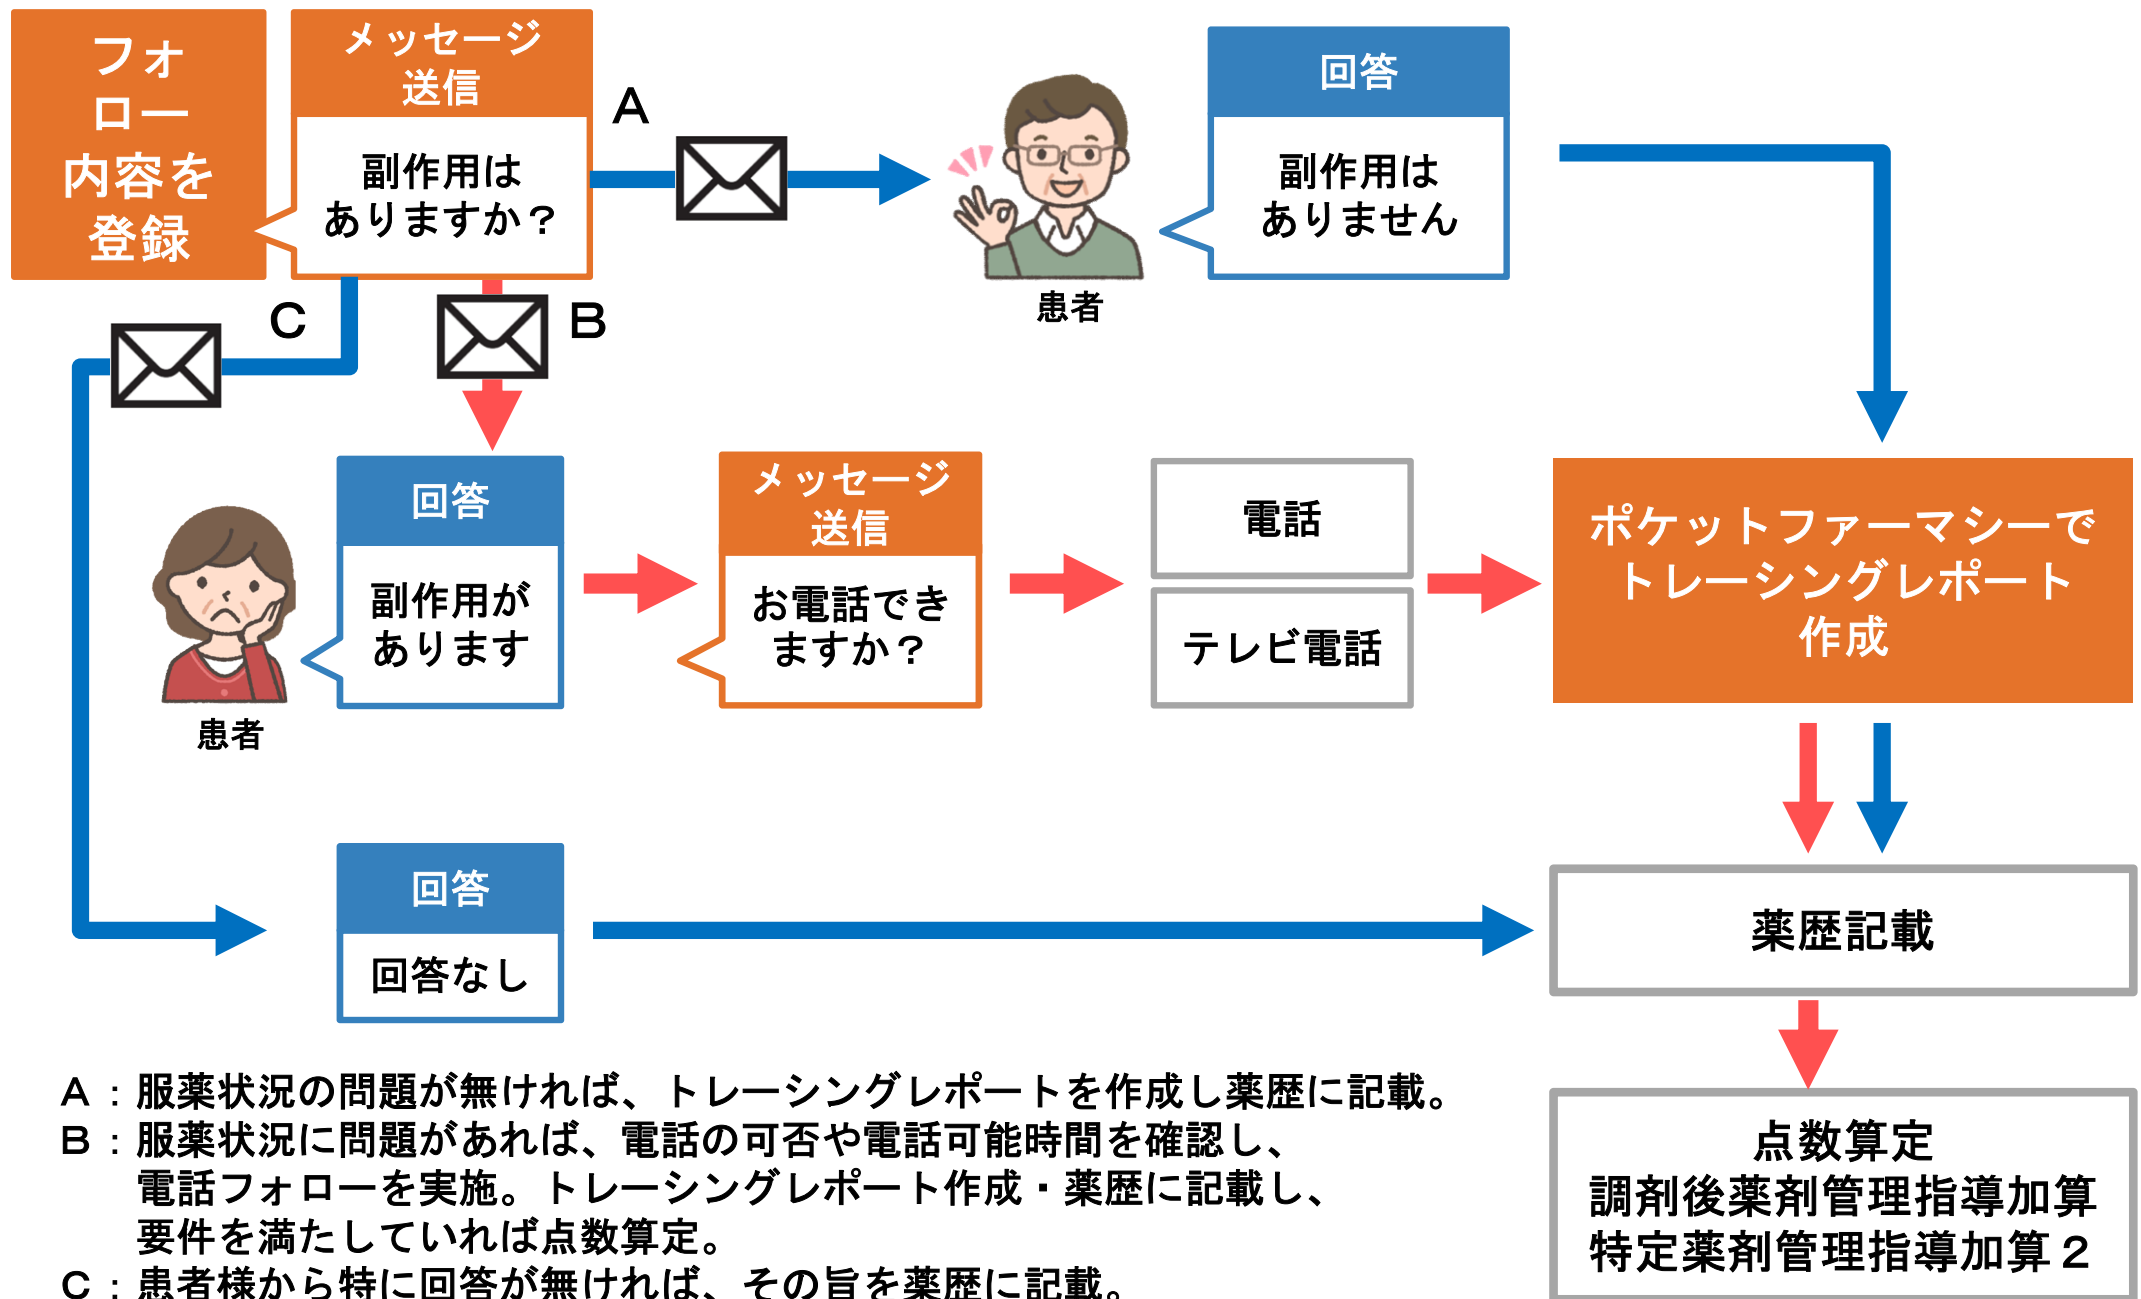 フォ
ロー
内容を
登録
メッセージ
送信
副作用は
ありますか？
A
患者
回答
副作用は
ありません
C
B
患者
回答
副作用が
あります
メッセージ
送信
お電話でき
ますか？
電話
テレビ電話
ポケットファーマシーで
トレーシングレポート
作成
回答
回答なし
薬歴記載
点数算定
調剤後薬剤管理指導加算
特定薬剤管理指導加算２
A：服薬状況の問題が無ければ、トレーシングレポートを作成し薬歴に記載。
B：服薬状況に問題があれば、電話の可否や電話可能時間を確認し、
電話フォローを実施。トレーシングレポート作成・薬歴に記載し、
要件を満たしていれば点数算定。
C：患者様から特に回答が無ければ、その旨を薬歴に記載。